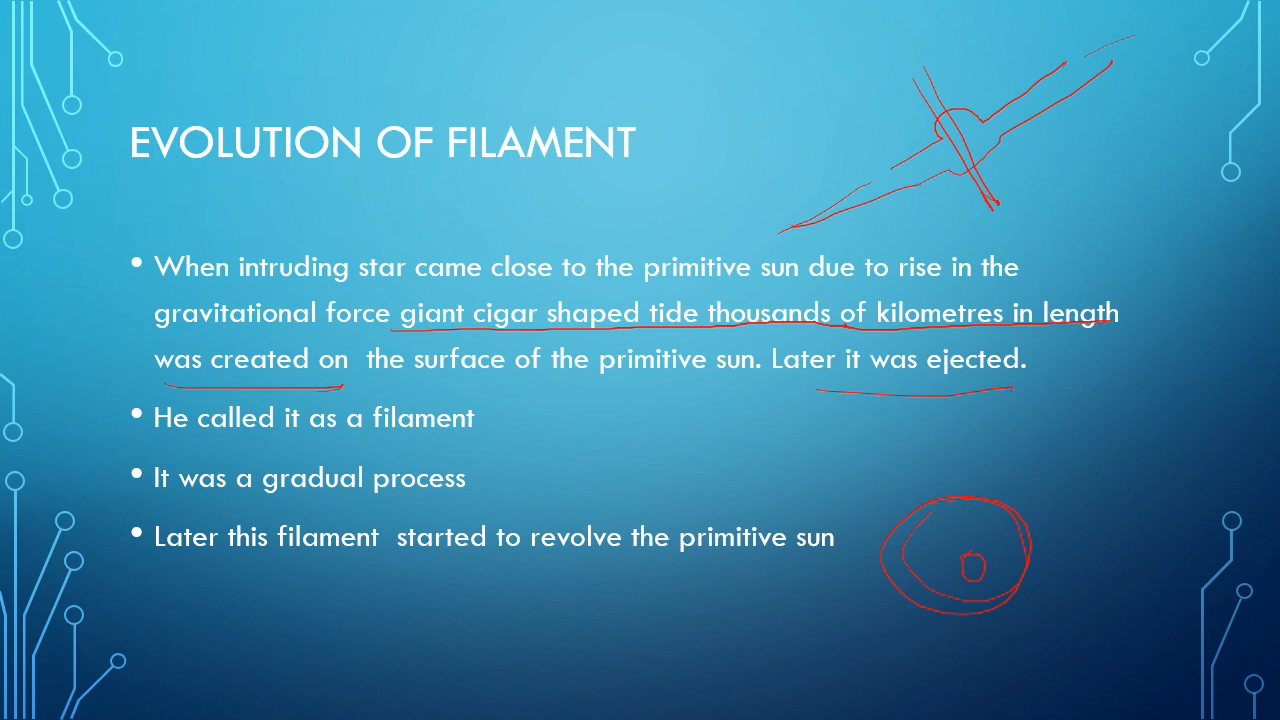 EVOLUTION OF FILAMENT
• When intruding star came close to the primitive sun due to rise in the
gravitational force giant cigar shaped tide thousands of kilometres in length
was created on  the surface of the primitive sun. Later it was ejected.
• He called it as a filament
• It was a gradual process
• Later this filament  started to revolve the primitive sun